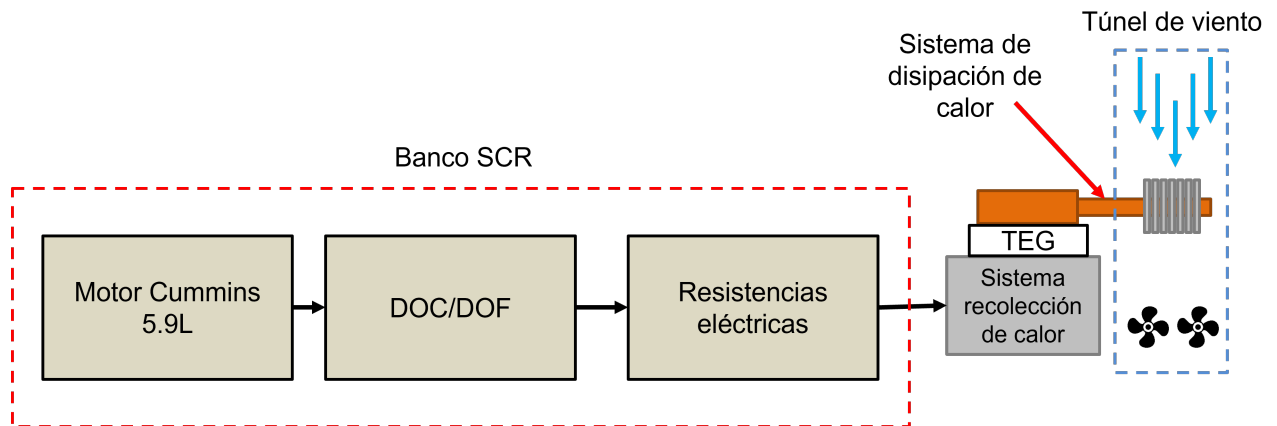 Túnel de viento
Sistema de
disipación de
calor
Banco SCR
Motor Cummins
5.9L
DOC/DOF
Resistencias
eléctricas
TEG
Sistema
recolección
de calor